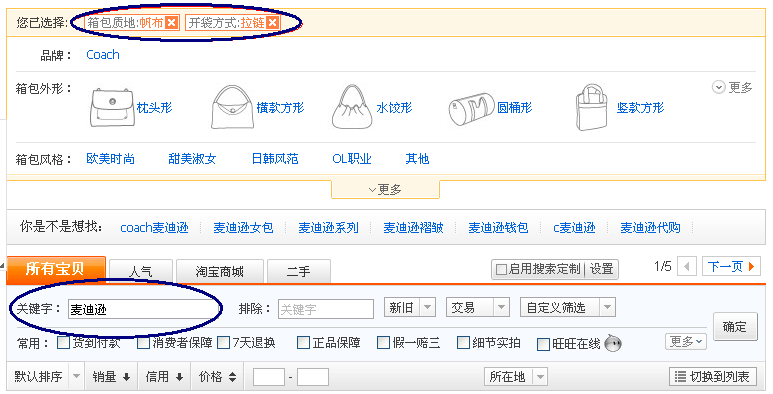 您已选择: 箱包质地:帆布 开袋方式:拉链
品牌: Coach
箱包外形: 枕头形 横款方形 水饺形 圆桶形 竖款方形 更多
箱包风格: 欧美时尚 甜美淑女 日韩风范 OL职业 其他
更多
你是不是想找: coach麦迪逊 麦迪逊女包 麦迪逊系列 麦迪逊褶皱 麦迪逊钱包 c麦迪逊 麦迪逊代购
所有宝贝 人气 淘宝商城 二手 启用搜索定制 设置 1/5 下一页
关键字: 麦迪逊 排除: 关键字 新旧 交易 自定义筛选 确定
常用: 货到付款 消费者保障 7天退换 正品保障 假一赔三 细节实拍 旺旺在线 更多
默认排序 销量 信用 价格 - 所在地 切换到列表